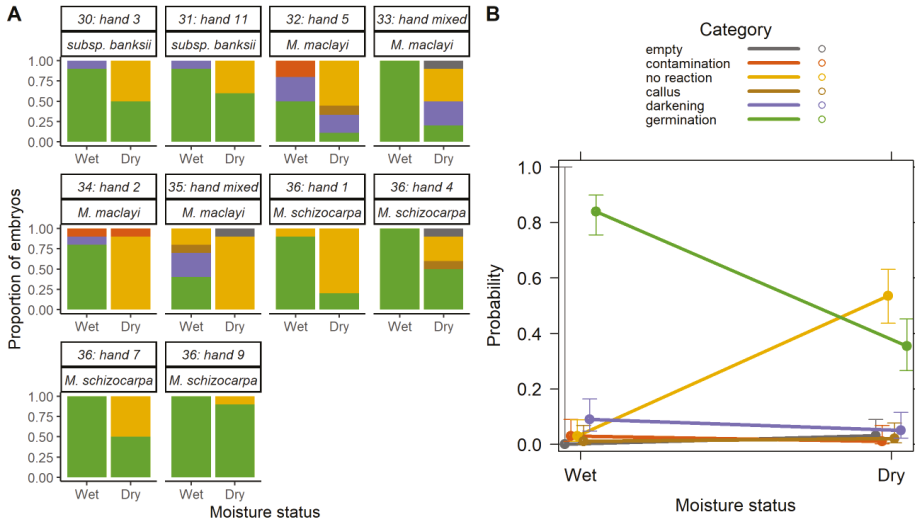 A
30: hand 3
31: hand 11
32: hand 5
33: hand mixed
subsp. banksii
subsp. banksii
M. maclayi
M. maclayi
1.00
0.75
0.50
0.25
0.00
Wet Dry
Wet Dry
Wet Dry
Wet Dry
34: hand 2
35: hand mixed
36: hand 1
36: hand 4
M. maclayi
M. maclayi
M. schizocarpa
M. schizocarpa
Proportion of embryos
1.00
0.75
0.50
0.25
0.00
Wet Dry
Wet Dry
Wet Dry
Wet Dry
36: hand 7
36: hand 9
M. schizocarpa
M. schizocarpa
1.00
0.75
0.50
0.25
0.00
Wet Dry
Wet Dry
Moisture status
B
Category
empty
contamination
no reaction
callus
darkening
germination
Probability
1.0
0.8
0.6
0.4
0.2
0.0
Wet
Dry
Moisture status